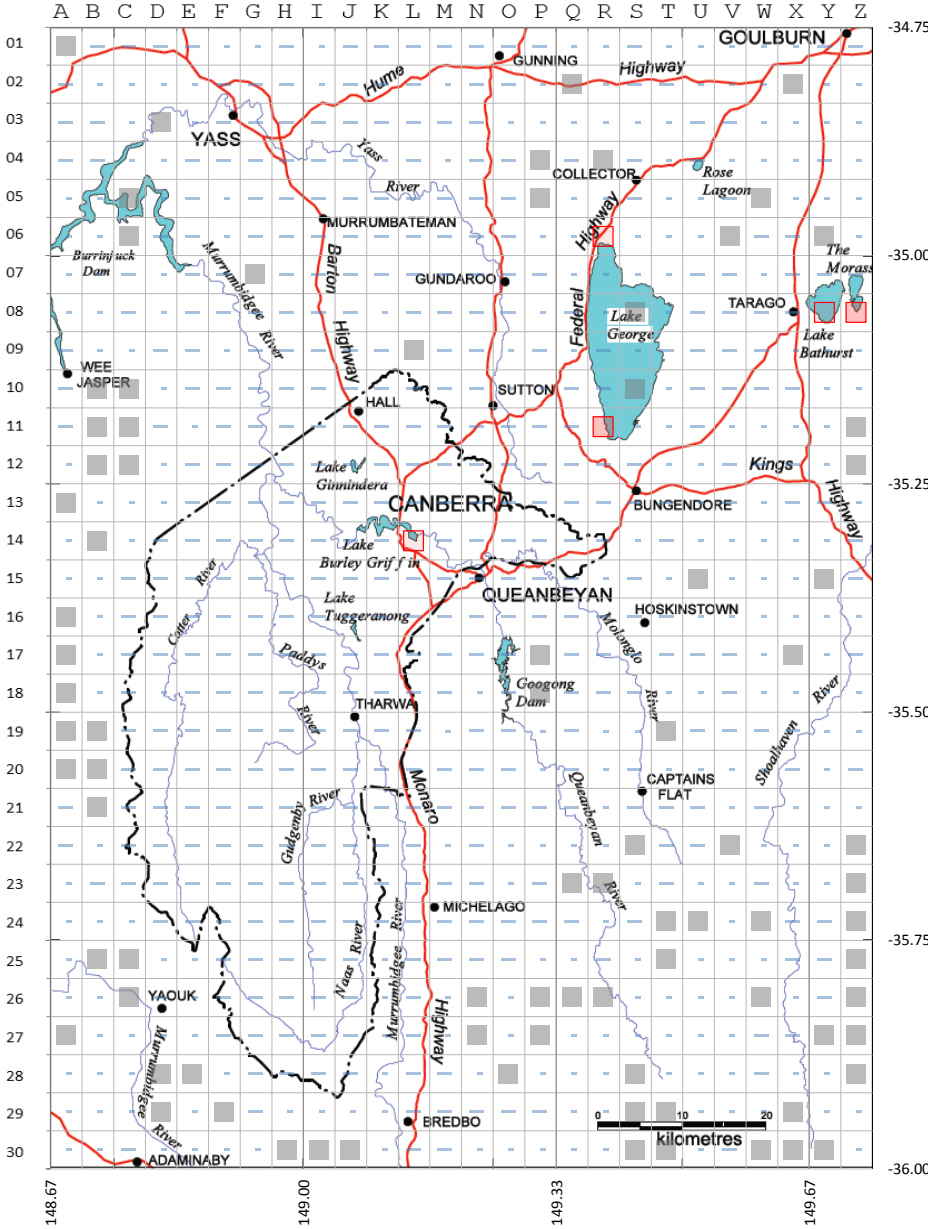 A B C D E F G H I J K L M N O P Q R S T U V W X Y Z
01
02
03
04
05
06
07
08
09
10
11
12
13
14
15
16
17
18
19
20
21
22
23
24
25
26
27
28
29
30
-34.75
-35.00
-35.25
-35.50
-35.75
-36.00
148.67
149.00
149.33
149.67
GOULBURN
GUNNING
Hume
Highway
YASS
Yass
River
COLLECTOR
Rose
Lagoon
MURRUMBATEMAN
Burrinjuck
Dam
Murrumbidgee
River
Barton
Highway
GUNDAROO
Federal
Highway
The
Morass
TARAGO
Lake
George
Lake
Bathurst
WEE
JASPER
HALL
SUTTON
Lake
Ginnindera
Kings
Highway
CANBERRA
BUNGENDORE
Lake
Burley Griffin
QUEANBEYAN
Cotter
River
Lake
Tuggeranong
HOSKINSTOWN
Molonglo
River
Paddys
River
Googong
Dam
THARWA
Shoalhaven
River
Monaro
Highway
CAPTAINS
FLAT
Gudgenby
River
Queanbeyan
River
MICHELAGO
Naas
River
Murrumbidgee
River
YAOUK
Murrumbidgee
River
BREDBO
ADAMINABY
0 10 20
kilometres